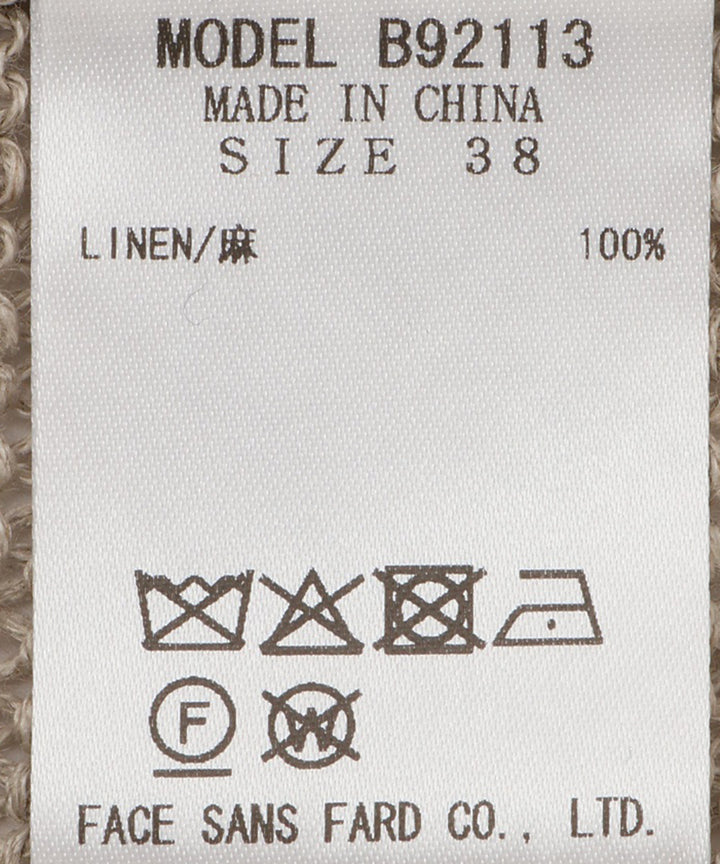 MODEL B92113
MADE IN CHINA
SIZE 38
LINEN/麻 100%
F W
FACE SANS FARD CO., LTD.